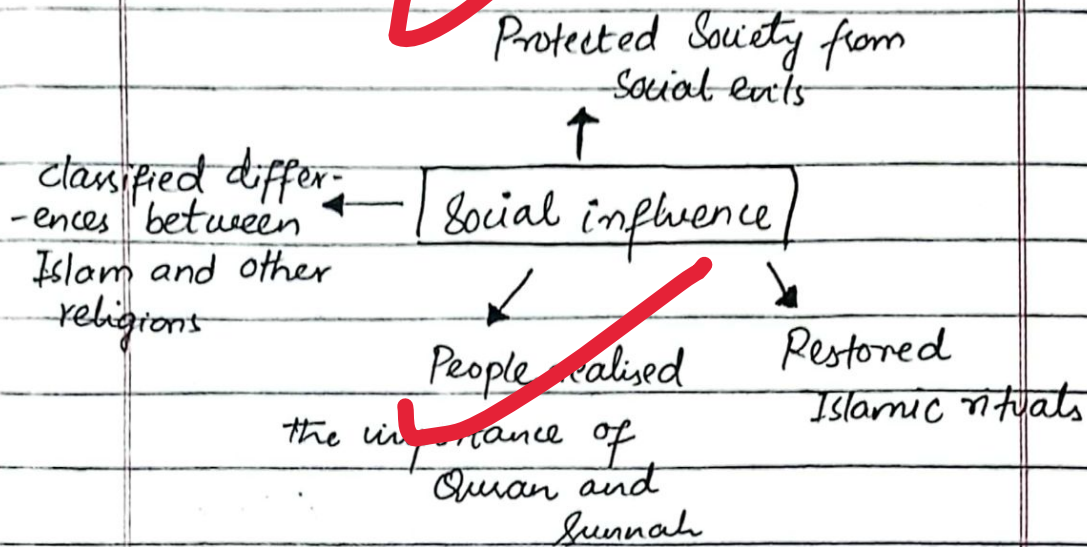 Protected Society from
Social evils
classified differ-
-ences between
Islam and other
religions
Social influence
People realised
the importance of
Quran and
Sunnah
Restored
Islamic rituals